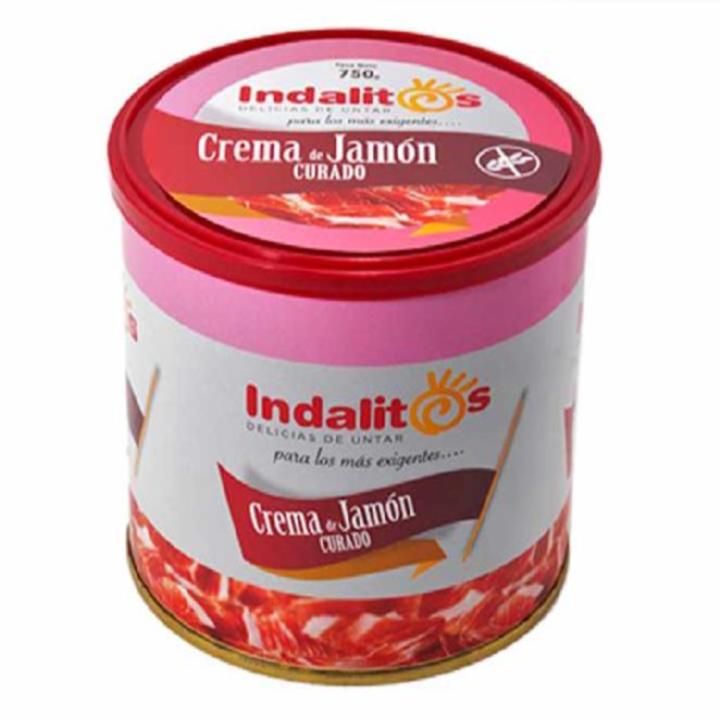 Peso Neto
750g
Indalitos
DELICIAS DE UNTAR
para los más exigentes....
Crema de Jamón
CURADO
Indalitos
DELICIAS DE UNTAR
para los más exigentes....
Crema de Jamón
CURADO